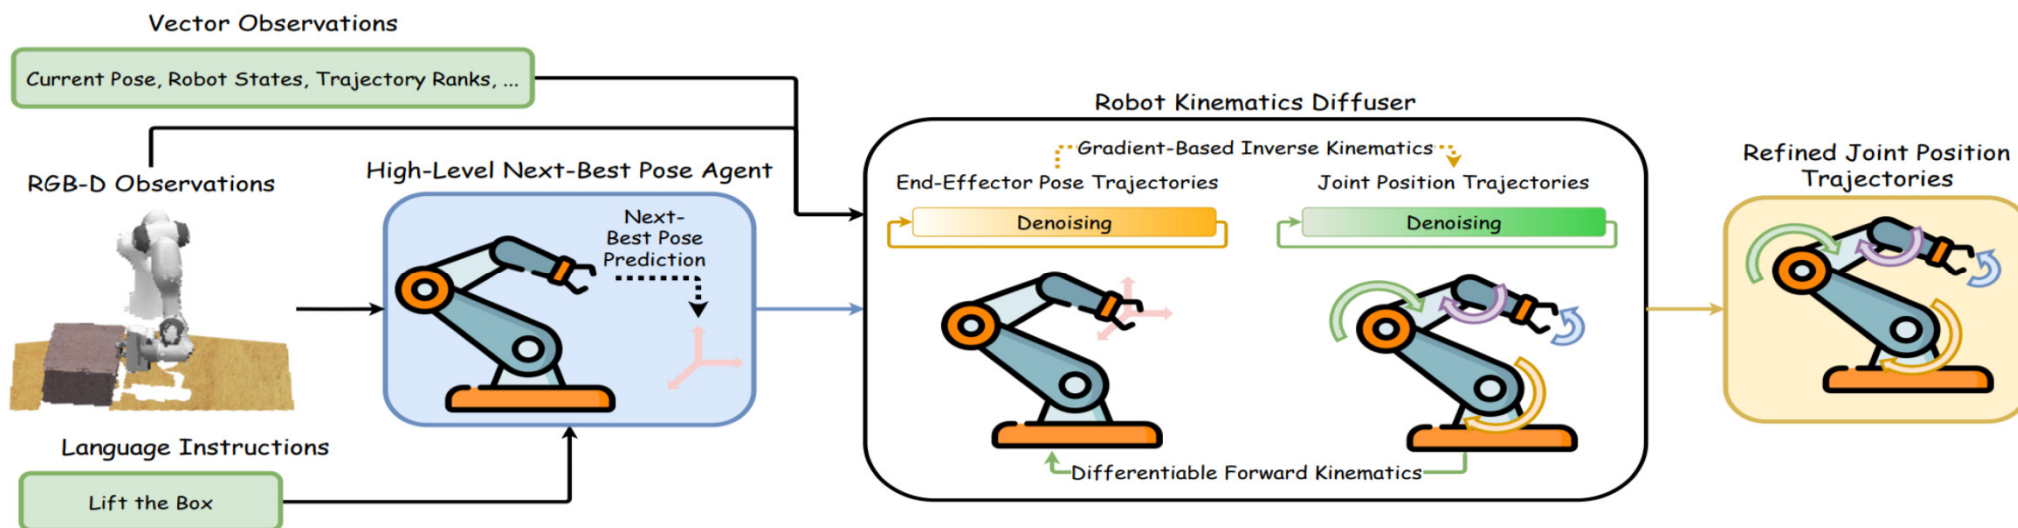 Vector Observations
Current Pose, Robot States, Trajectory Ranks, ...
RGB-D Observations
Language Instructions
Lift the Box
High-Level Next-Best Pose Agent
Next-
Best Pose
Prediction
Robot Kinematics Diffuser
Gradient-Based Inverse Kinematics
End-Effector Pose Trajectories
Joint Position Trajectories
Denoising
Denoising
Differentiable Forward Kinematics
Refined Joint Position
Trajectories